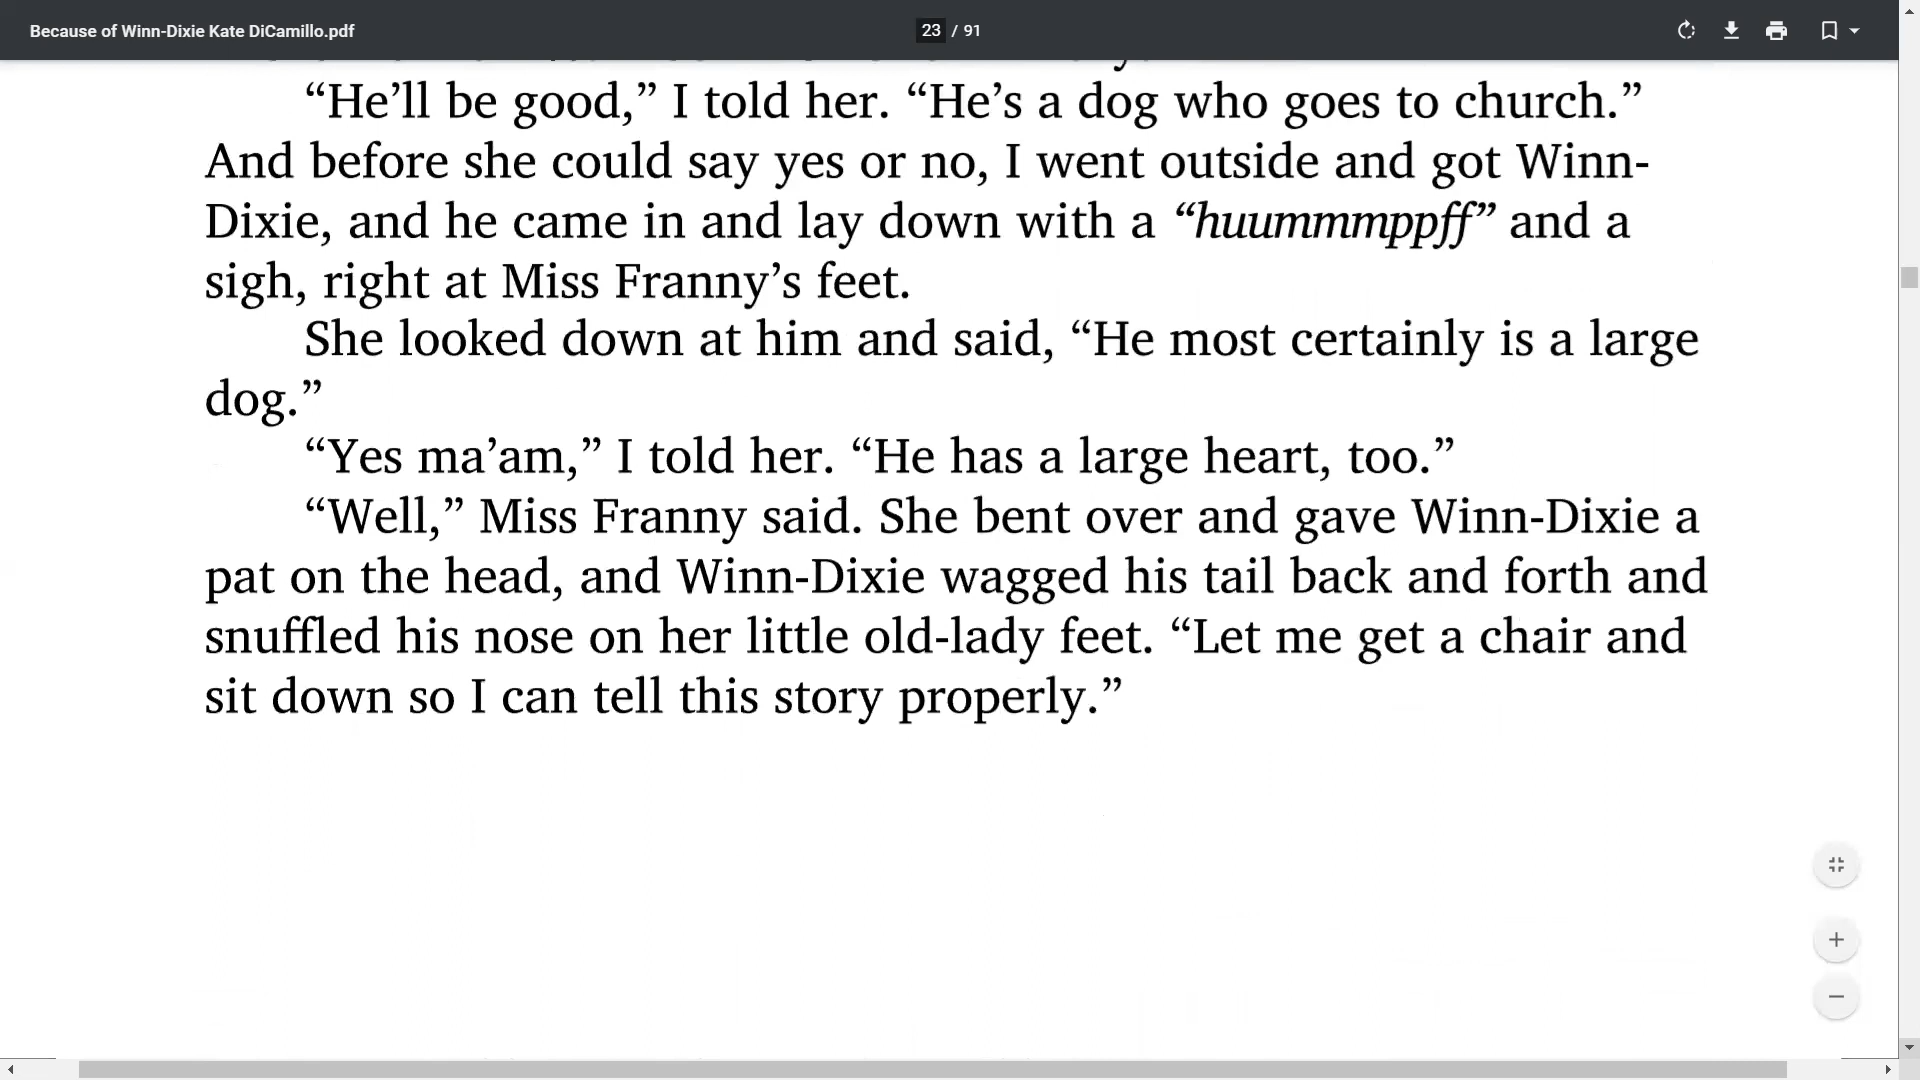 Because of Winn-Dixie Kate DiCamillo.pdf
23 / 91
“He’ll be good,” I told her. “He’s a dog who goes to church.”
And before she could say yes or no, I went outside and got Winn-
Dixie, and he came in and lay down with a “huummmppff” and a
sigh, right at Miss Franny’s feet.
She looked down at him and said, “He most certainly is a large
dog.”
“Yes ma’am,” I told her. “He has a large heart, too.”
“Well,” Miss Franny said. She bent over and gave Winn-Dixie a
pat on the head, and Winn-Dixie wagged his tail back and forth and
snuffled his nose on her little old-lady feet. “Let me get a chair and
sit down so I can tell this story properly.”